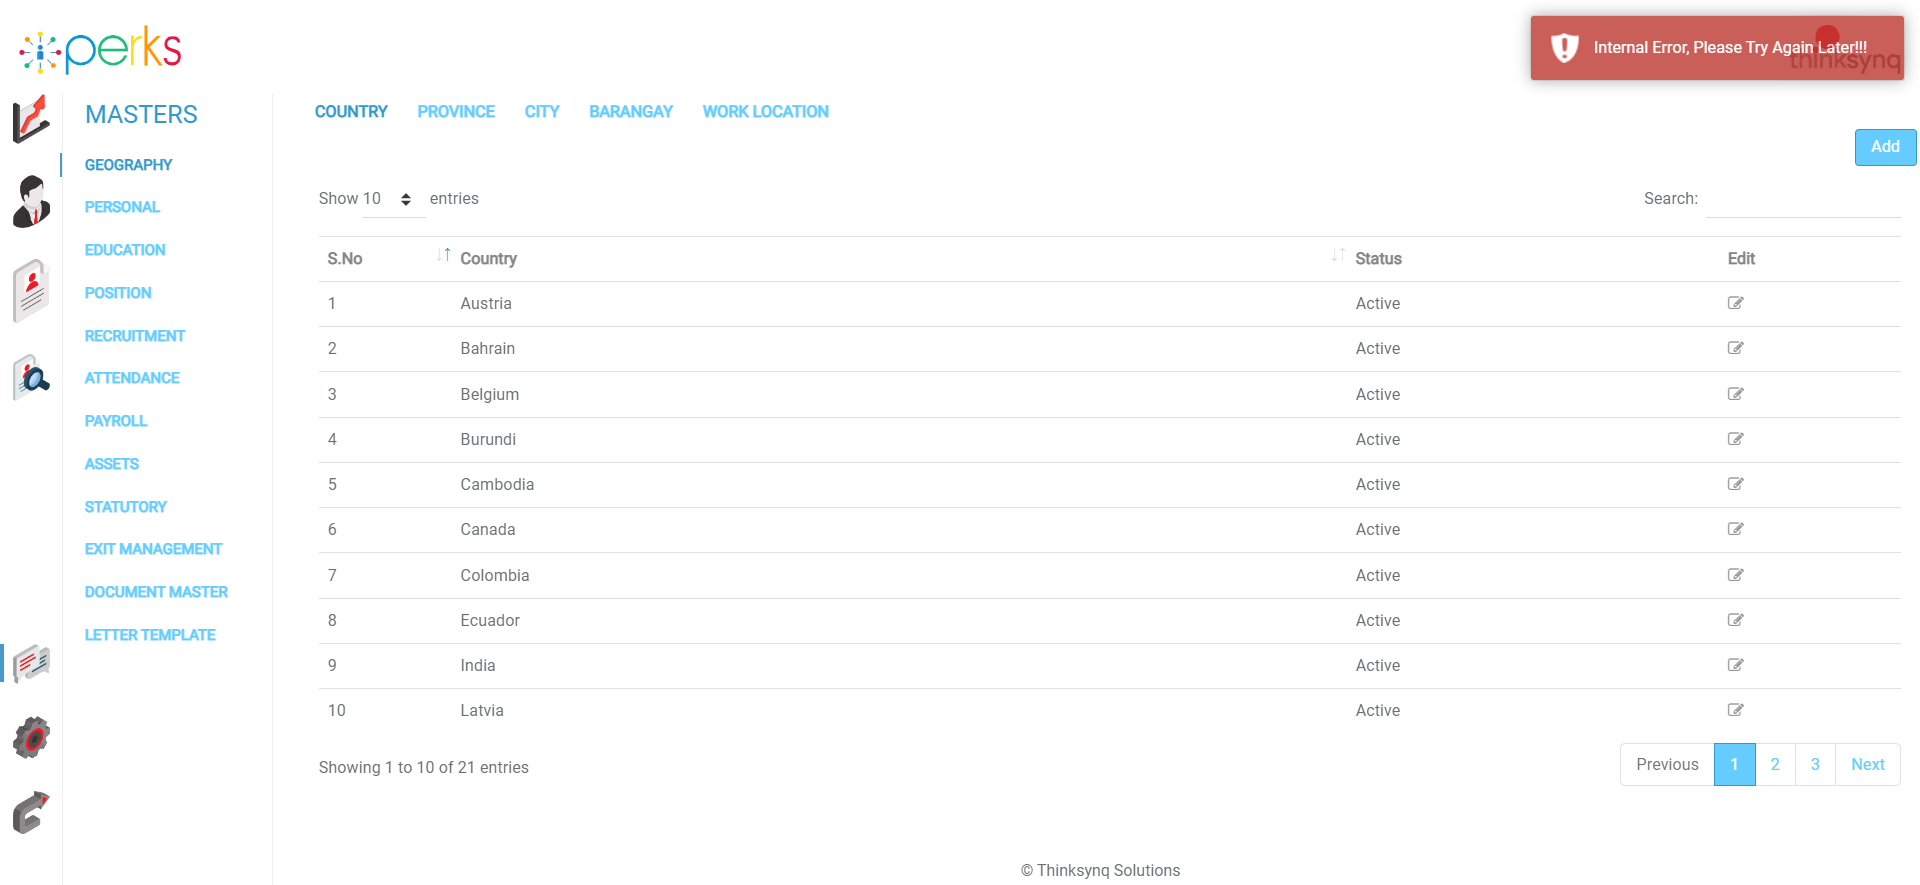 perks
Internal Error, Please Try Again Later!!!
thinksynq
MASTERS
GEOGRAPHY
PERSONAL
EDUCATION
POSITION
RECRUITMENT
ATTENDANCE
PAYROLL
ASSETS
STATUTORY
EXIT MANAGEMENT
DOCUMENT MASTER
LETTER TEMPLATE
COUNTRY PROVINCE CITY BARANGAY WORK LOCATION
Add
Show 10 entries Search:
S.No Country Status Edit
1 Austria Active
2 Bahrain Active
3 Belgium Active
4 Burundi Active
5 Cambodia Active
6 Canada Active
7 Colombia Active
8 Ecuador Active
9 India Active
10 Latvia Active
Showing 1 to 10 of 21 entries Previous 1 2 3 Next
© Thinksynq Solutions